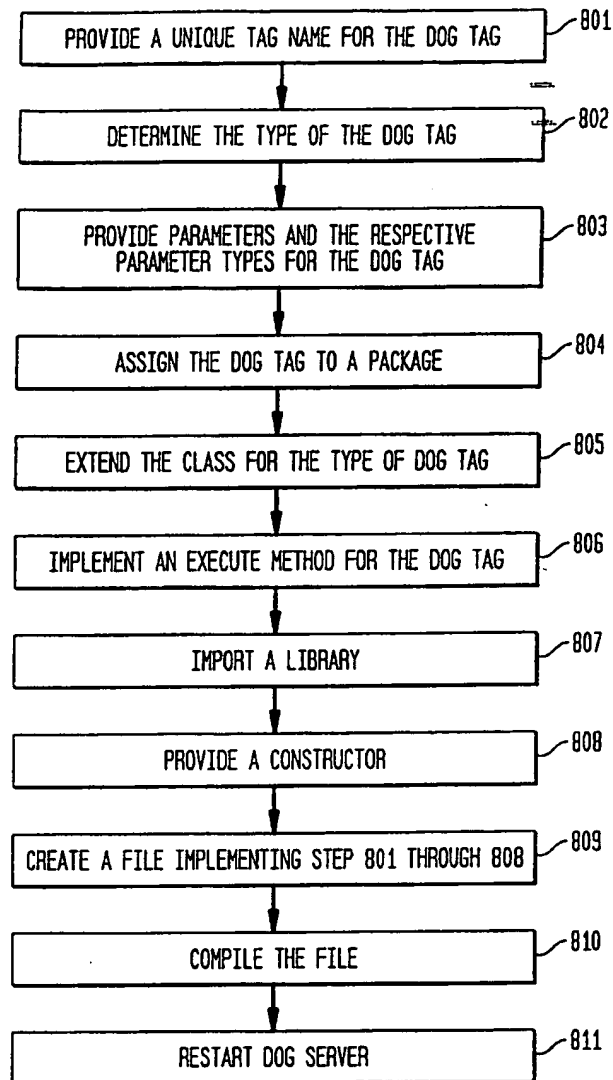 PROVIDE A UNIQUE TAG NAME FOR THE DOG TAG
801
DETERMINE THE TYPE OF THE DOG TAG
802
PROVIDE PARAMETERS AND THE RESPECTIVE
PARAMETER TYPES FOR THE DOG TAG
803
ASSIGN THE DOG TAG TO A PACKAGE
804
EXTEND THE CLASS FOR THE TYPE OF DOG TAG
805
IMPLEMENT AN EXECUTE METHOD FOR THE DOG TAG
806
IMPORT A LIBRARY
807
PROVIDE A CONSTRUCTOR
808
CREATE A FILE IMPLEMENTING STEP 801 THROUGH 808
809
COMPILE THE FILE
810
RESTART DOG SERVER
811